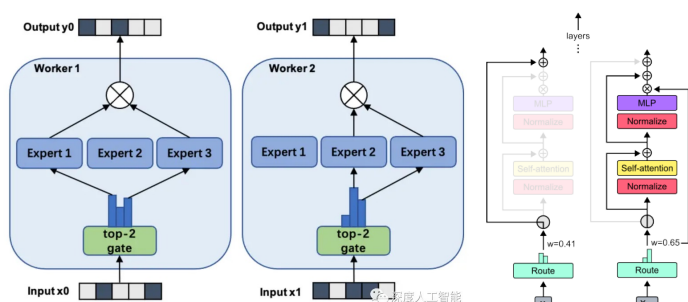 Output y0
Worker 1
Expert 1
Expert 2
Expert 3
top-2
gate
Input x0
Output y1
Worker 2
Expert 1
Expert 2
Expert 3
top-2
gate
Input x1
layers
MLP
Normalize
Self-attention
Normalize
w=0.41
Route
MLP
Normalize
Self-attention
Normalize
w=0.65
Route
深度人工智能